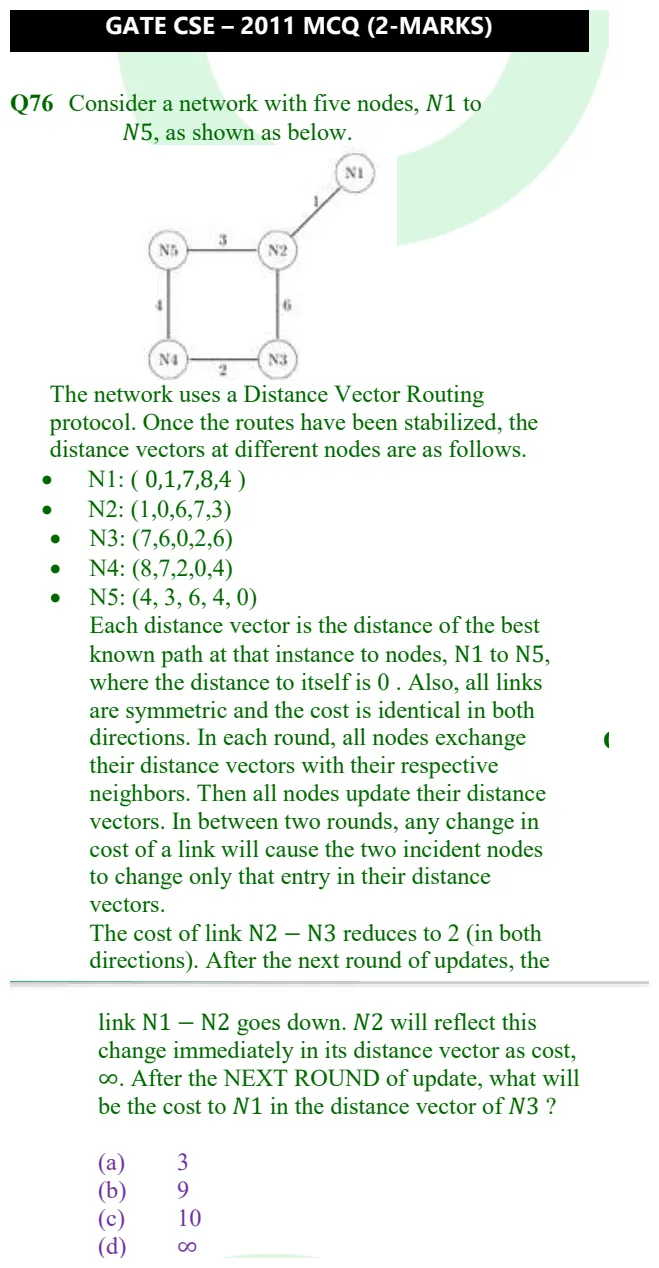 GATE CSE – 2011 MCQ (2-MARKS)
Q76 Consider a network with five nodes, N1 to
N5, as shown as below.
N1
1
N5
3
N2
4
6
N4
2
N3
The network uses a Distance Vector Routing
protocol. Once the routes have been stabilized, the
distance vectors at different nodes are as follows.
• N1: ( 0,1,7,8,4 )
• N2: (1,0,6,7,3)
• N3: (7,6,0,2,6)
• N4: (8,7,2,0,4)
• N5: (4, 3, 6, 4, 0)
Each distance vector is the distance of the best
known path at that instance to nodes, N1 to N5,
where the distance to itself is 0 . Also, all links
are symmetric and the cost is identical in both
directions. In each round, all nodes exchange
their distance vectors with their respective
neighbors. Then all nodes update their distance
vectors. In between two rounds, any change in
cost of a link will cause the two incident nodes
to change only that entry in their distance
vectors.
The cost of link N2 – N3 reduces to 2 (in both
directions). After the next round of updates, the
link N1 – N2 goes down. N2 will reflect this
change immediately in its distance vector as cost,
∞. After the NEXT ROUND of update, what will
be the cost to N1 in the distance vector of N3 ?
(a) 3
(b) 9
(c) 10
(d) ∞